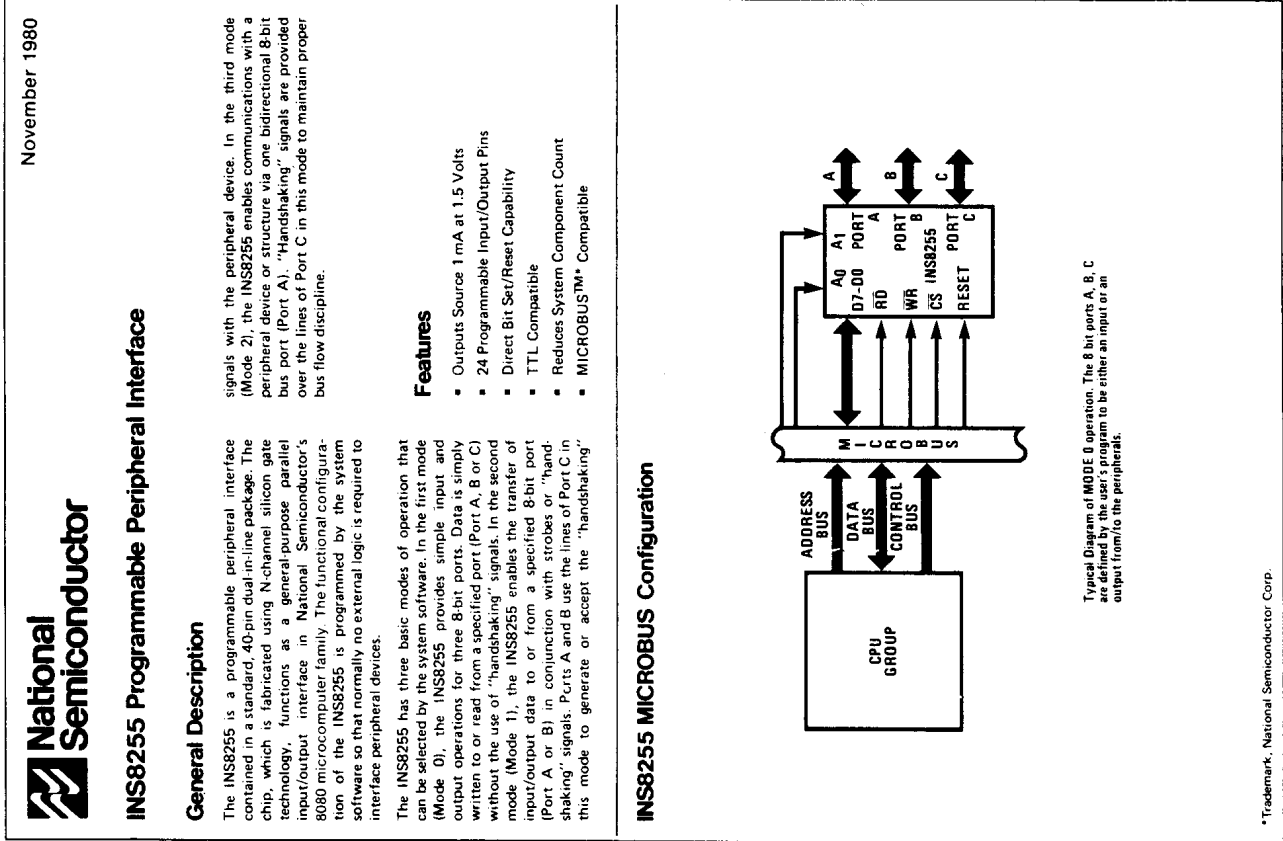 November 1980
National
Semiconductor
INS8255 Programmable Peripheral Interface
General Description
The INS8255 is a programmable peripheral interface
contained in a standard, 40-pin dual-in-line package. The
chip, which is fabricated using N-channel silicon gate
technology, functions as a general-purpose parallel
input/output interface in National Semiconductor's
8080 microcomputer family. The functional configura-
tion of the INS8255 is programmed by the system
software so that normally no external logic is required to
interface peripheral devices.
The INS8255 has three basic modes of operation that
can be selected by the system software. In the first mode
(Mode 0), the INS8255 provides simple input and
output operations for three 8-bit ports. Data is simply
written to or read from a specified port (Port A, B or C)
without the use of "handshaking" signals. In the second
mode (Mode 1), the INS8255 enables the transfer of
input/output data to or from a specified 8-bit port
(Port A or B) in conjunction with strobes or "hand-
shaking" signals. Ports A and B use the lines of Port C in
this mode to generate or accept the "handshaking"
signals with the peripheral device. In the third mode
(Mode 2), the INS8255 enables communications with a
peripheral device or structure via one bidirectional 8-bit
bus port (Port A). "Handshaking" signals are provided
over the lines of Port C in this mode to maintain proper
bus flow discipline.
Features
▪ Outputs Source 1 mA at 1.5 Volts
▪ 24 Programmable Input/Output Pins
▪ Direct Bit Set/Reset Capability
▪ TTL Compatible
▪ Reduces System Component Count
▪ MICROBUS™* Compatible
INS8255 MICROBUS Configuration
CPU
GROUP
ADDRESS
BUS
DATA
BUS
CONTROL
BUS
MICROBUS
A0 A1
D7-D0
RD
WR
CS
RESET
INS8255
PORT
A
PORT
B
PORT
C
A
B
C
Typical Diagram of MODE 0 operation. The 8 bit ports A, B, C
are defined by the user's program to be either an input or an
output from/to the peripherals.
*Trademark, National Semiconductor Corp.